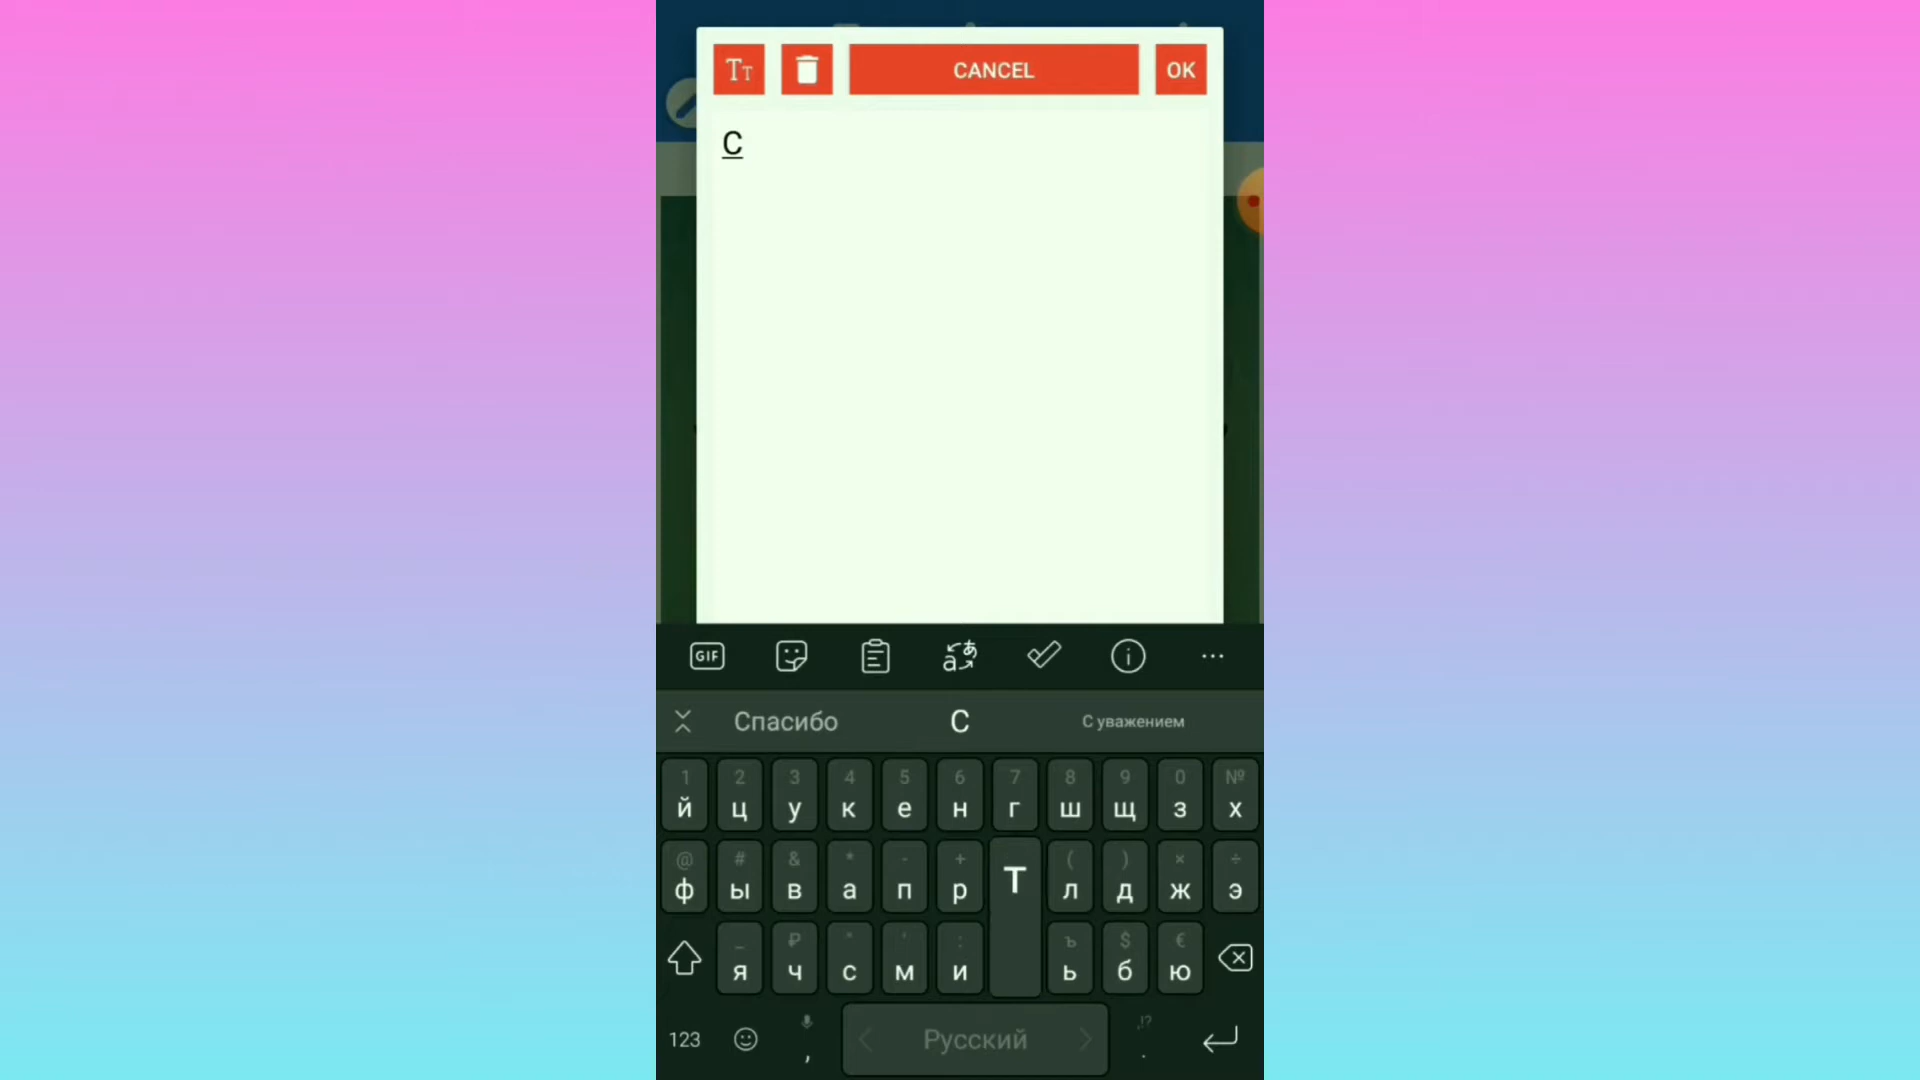 Tт CANCEL OK
С
GIF
Спасибо С С уважением
1 2 3 4 5 6 7 8 9 0 №
й ц у к е н г ш щ з х
@ # & * - + ( ) × ÷
ф ы в а п р Т л д ж э
_ ₽ " ' : ъ $ €
я ч с м и ь б ю
123 , Русский ,!? .